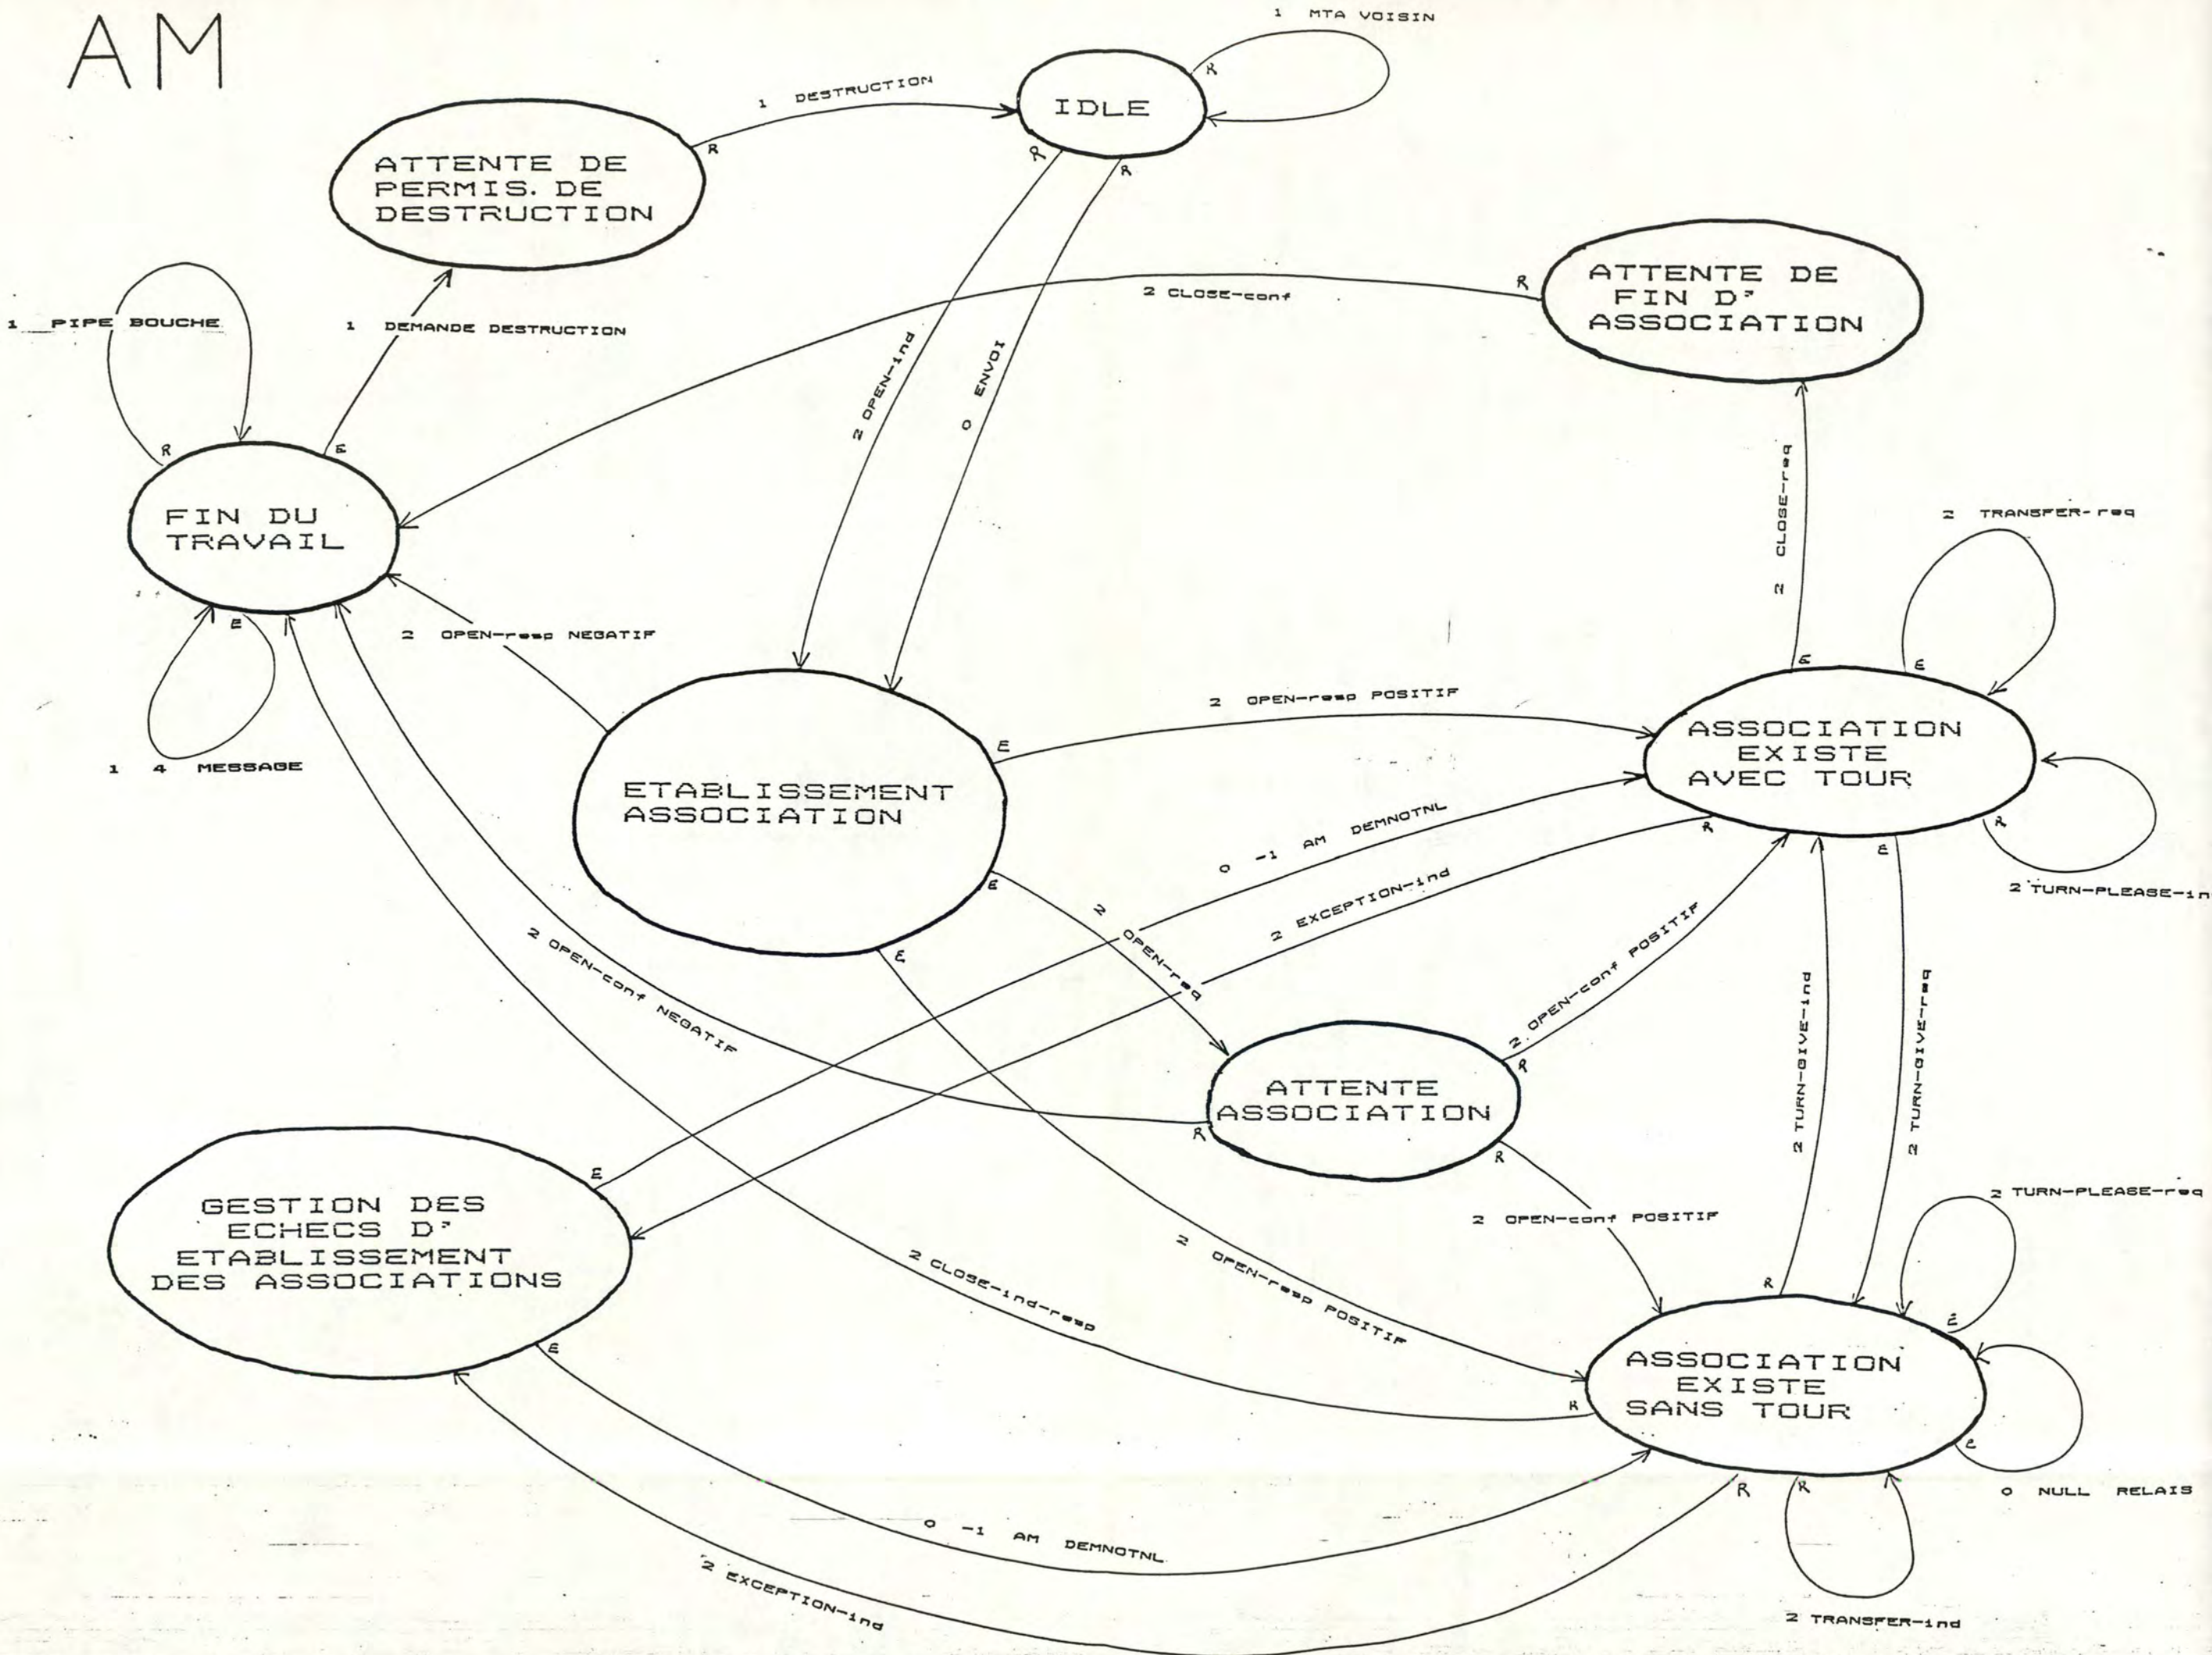 AM
1 MTA VOISIN
R
IDLE
1 DESTRUCTION
R
R
R
ATTENTE DE
PERMIS. DE
DESTRUCTION
ATTENTE DE
FIN D'
ASSOCIATION
R
2 CLOSE-conf
1 PIPE BOUCHE
1 DEMANDE DESTRUCTION
2 OPEN-ind
0 ENVOI
R
E
FIN DU
TRAVAIL
E
1 4 MESSAGE
2 CLOSE-req
2 TRANSFER-req
2 OPEN-resp NEGATIF
E
E
2 OPEN-resp POSITIF
E
ASSOCIATION
EXISTE
AVEC TOUR
ETABLISSEMENT
ASSOCIATION
R
R
E
2 TURN-PLEASE-in
0 -1 AM DEMNOTNL
2 EXCEPTION-ind
E
E
2 OPEN-req
2 OPEN-conf NEGATIF
2. OPEN-conf POSITIF
2 TURN-GIVE-ind
2 TURN-GIVE-req
R
ATTENTE
ASSOCIATION
R
R
E
GESTION DES
ECHECS D'
ETABLISSEMENT
DES ASSOCIATIONS
E
2 OPEN-conf POSITIF
2 TURN-PLEASE-req
2 CLOSE-ind-resp
2 OPEN-resp POSITIF
R
E
ASSOCIATION
EXISTE
SANS TOUR
R
E
0 NULL RELAIS
R
R
0 -1 AM DEMNOTNL
2 EXCEPTION-ind
2 TRANSFER-ind